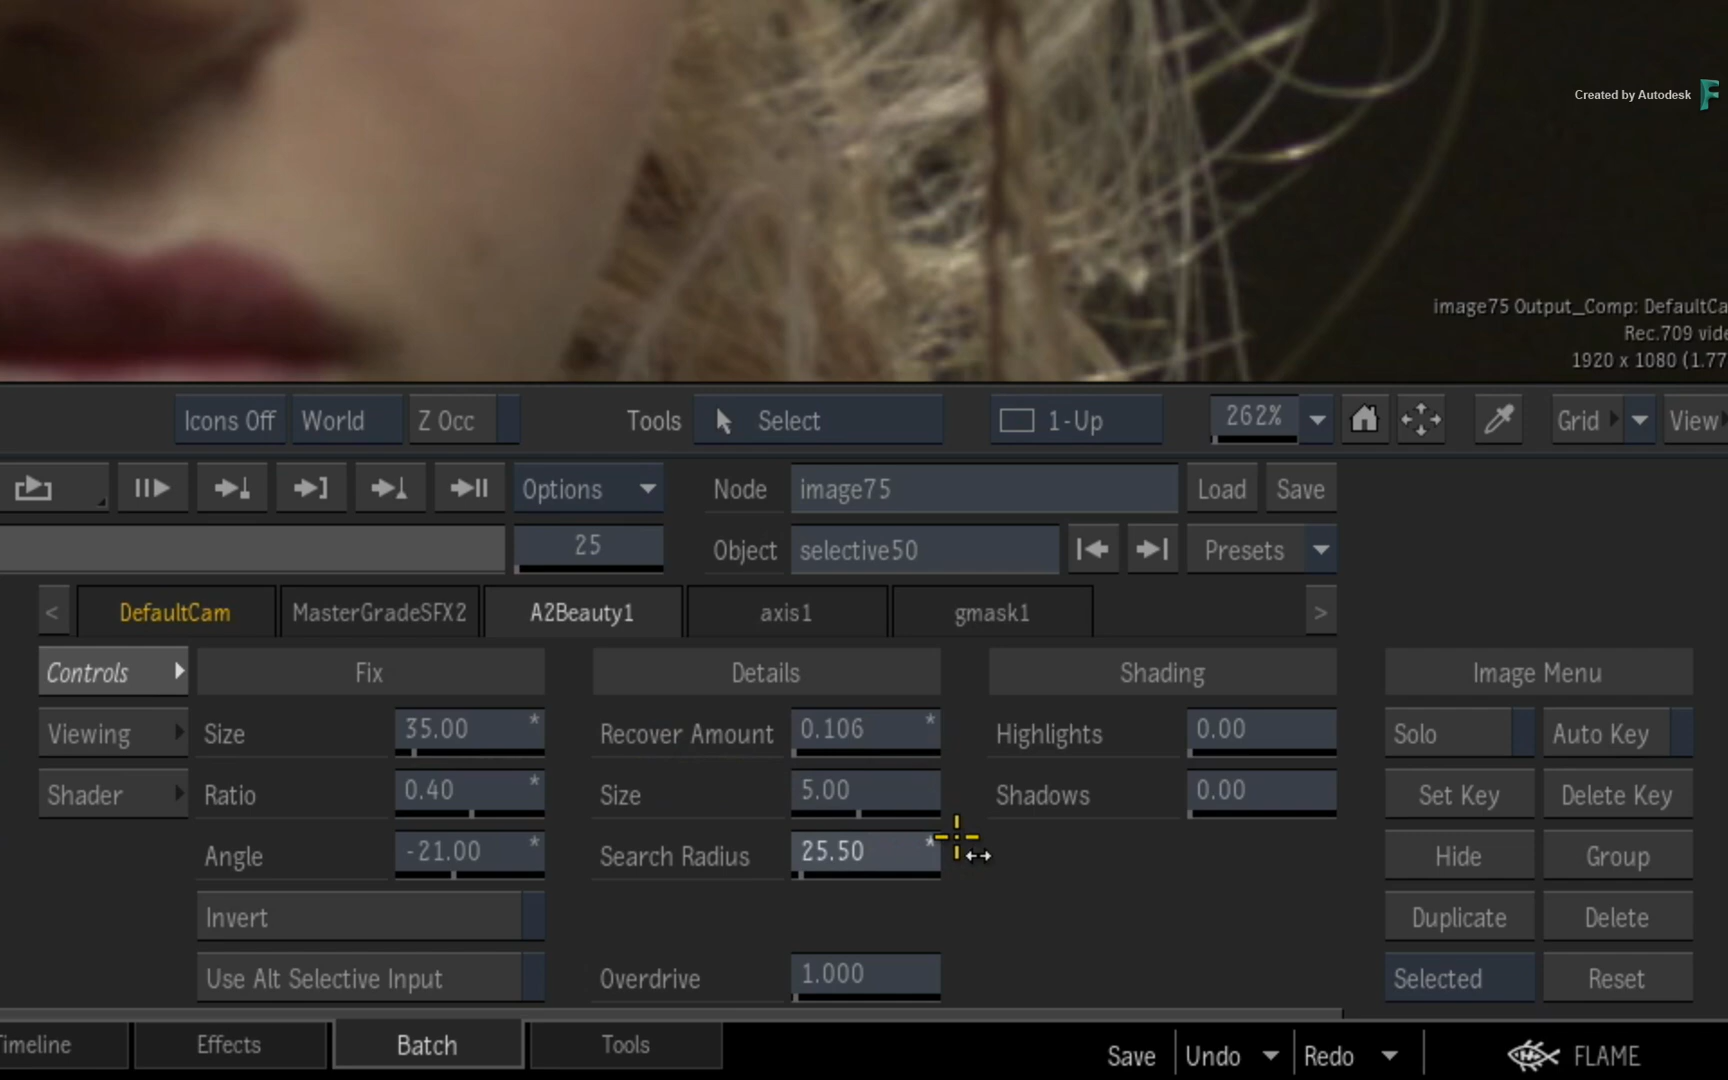 Created by Autodesk
image75 Output_Comp: DefaultCa
Rec.709 vide
1920 x 1080 (1.77
Icons Off World Z Occ Tools Select 1-Up 262% Grid View
Options Node image75 Load Save
25 Object selective50 Presets
< DefaultCam MasterGradeSFX2 A2Beauty1 axis1 gmask1 >
Controls Fix Details Shading Image Menu
Viewing Size 35.00 * Recover Amount 0.106 * Highlights 0.00 Solo Auto Key
Shader Ratio 0.40 * Size 5.00 Shadows 0.00 Set Key Delete Key
Angle -21.00 * Search Radius 25.50 * Hide Group
Invert Duplicate Delete
Use Alt Selective Input Overdrive 1.000 Selected Reset
Timeline Effects Batch Tools Save Undo Redo FLAME